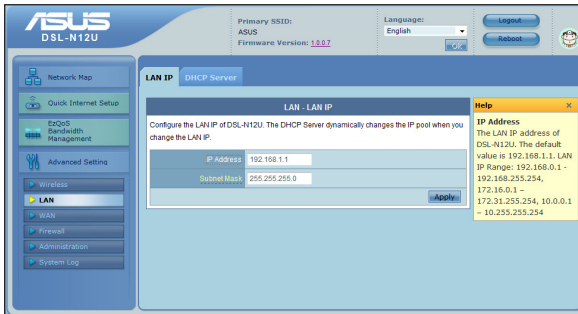 ASUS
DSL-N12U
Primary SSID:
ASUS
Firmware Version: 1.0.0.7
Language:
English
OK
Logout
Reboot
Network Map
Quick Internet Setup
EzQoS
Bandwidth
Management
Advanced Setting
Wireless
LAN
WAN
Firewall
Administration
System Log
LAN IP
DHCP Server
LAN - LAN IP
Configure the LAN IP of DSL-N12U. The DHCP Server dynamically changes the IP pool when you
change the LAN IP.
IP Address 192.168.1.1
Subnet Mask 255.255.255.0
Apply
Help ×
IP Address
The LAN IP address of
DSL-N12U. The default
value is 192.168.1.1. LAN
IP Range: 192.168.0.1 -
192.168.255.254,
172.16.0.1 –
172.31.255.254, 10.0.0.1
– 10.255.255.254